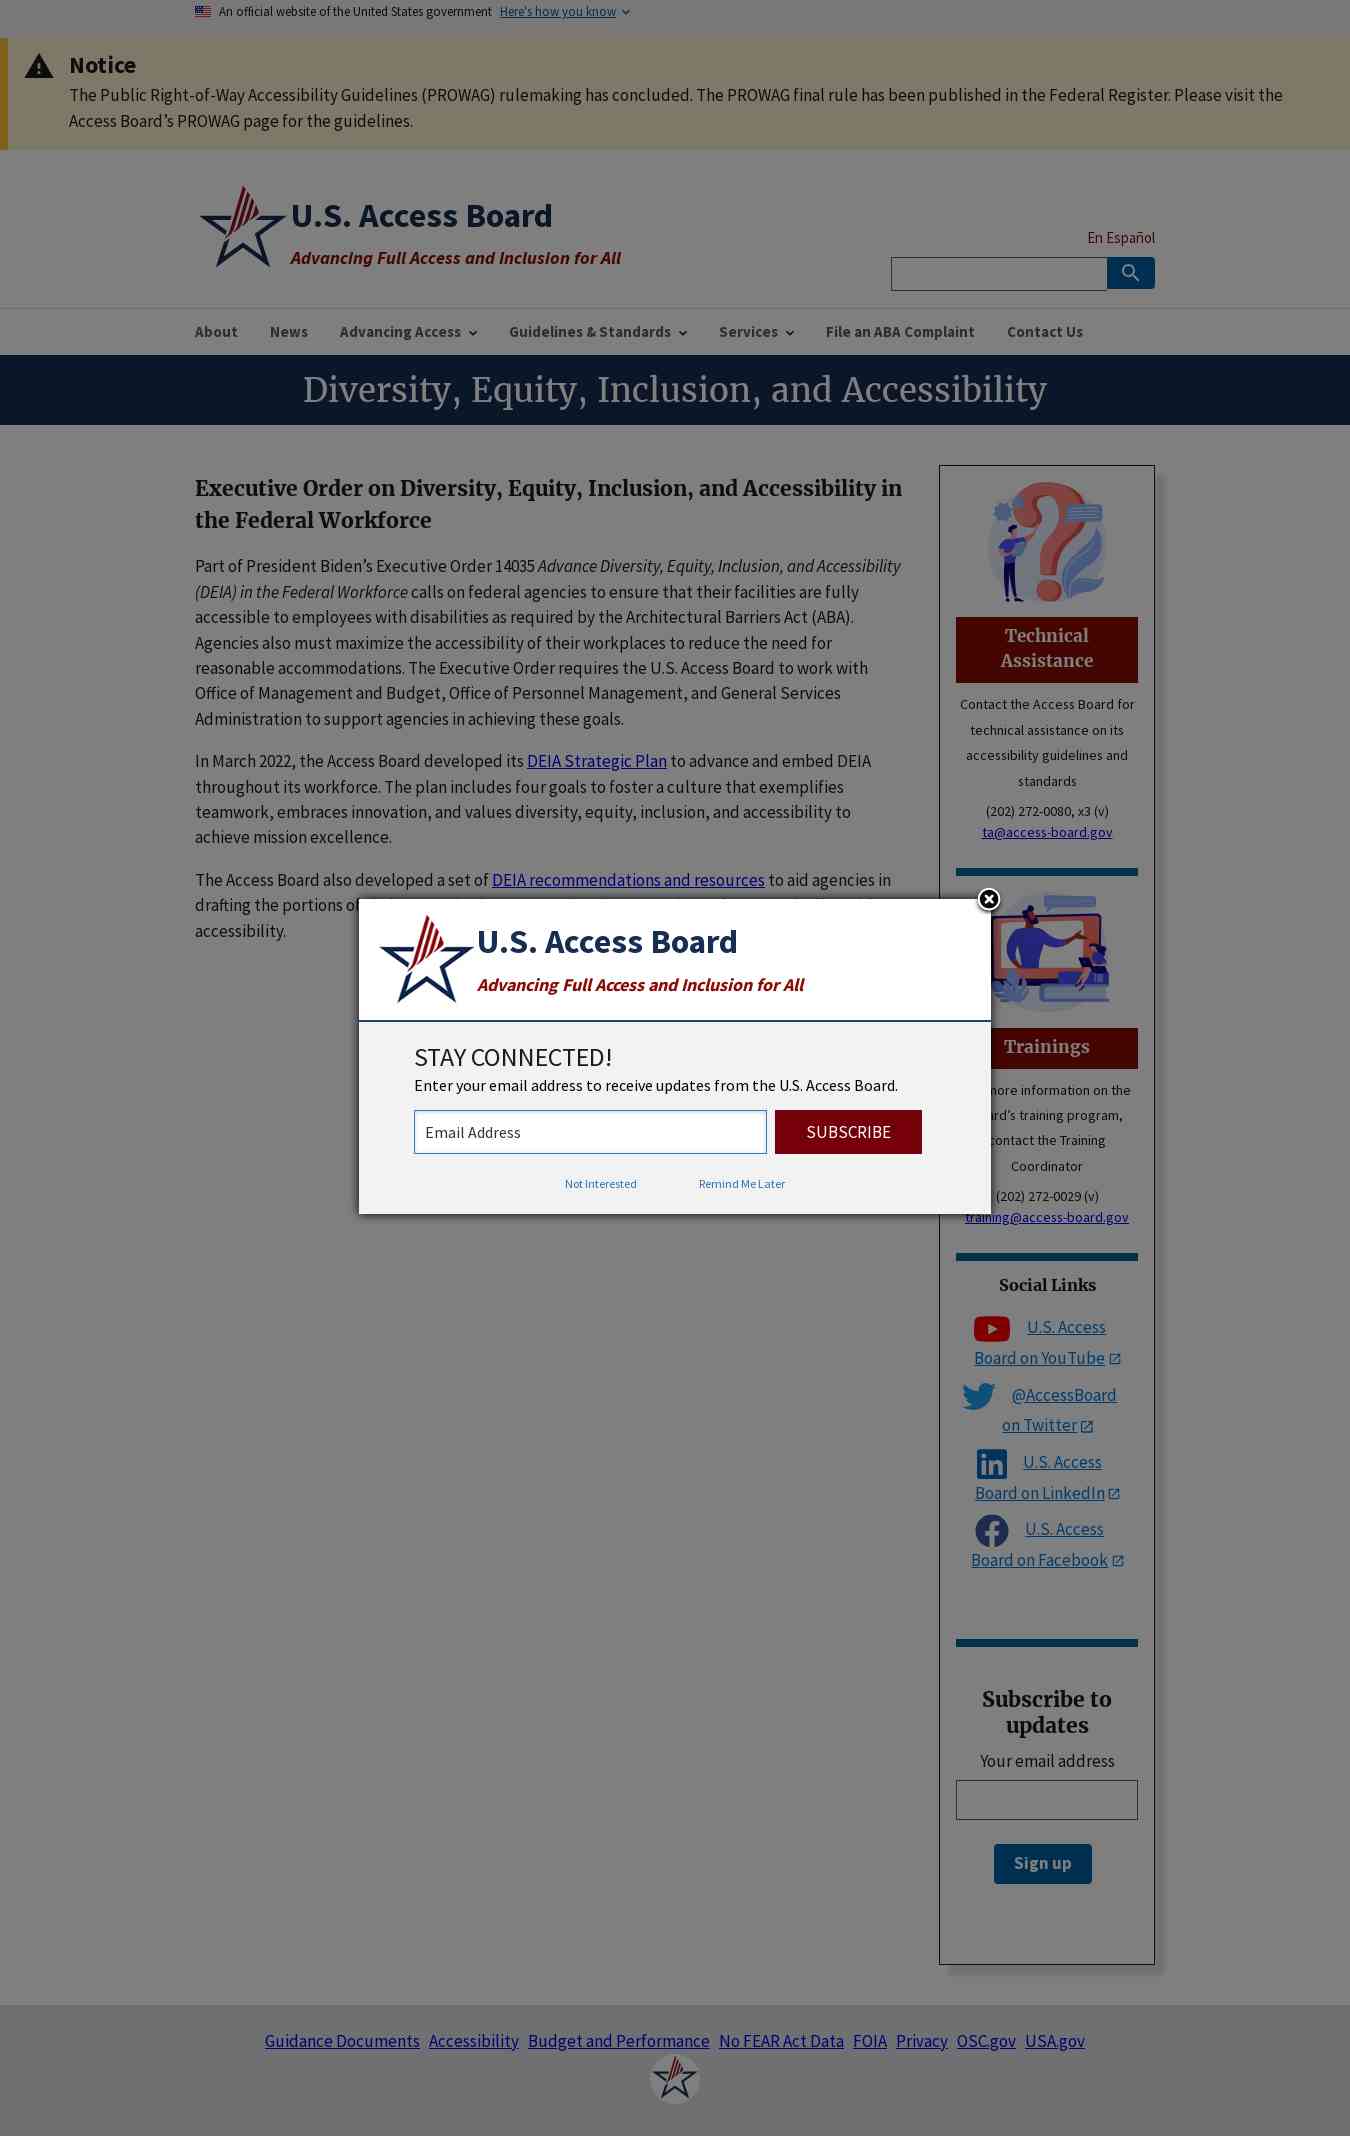 An official website of the United States government Here's how you know
Notice
The Public Right-of-Way Accessibility Guidelines (PROWAG) rulemaking has concluded. The PROWAG final rule has been published in the Federal Register. Please visit the
Access Board’s PROWAG page for the guidelines.
U.S. Access Board
Advancing Full Access and Inclusion for All
En Español
About News Advancing Access Guidelines & Standards Services File an ABA Complaint Contact Us
Diversity, Equity, Inclusion, and Accessibility
Executive Order on Diversity, Equity, Inclusion, and Accessibility in
the Federal Workforce
Part of President Biden’s Executive Order 14035 Advance Diversity, Equity, Inclusion, and Accessibility
(DEIA) in the Federal Workforce calls on federal agencies to ensure that their facilities are fully
accessible to employees with disabilities as required by the Architectural Barriers Act (ABA).
Agencies also must maximize the accessibility of their workplaces to reduce the need for
reasonable accommodations. The Executive Order requires the U.S. Access Board to work with
Office of Management and Budget, Office of Personnel Management, and General Services
Administration to support agencies in achieving these goals.
In March 2022, the Access Board developed its DEIA Strategic Plan to advance and embed DEIA
throughout its workforce. The plan includes four goals to foster a culture that exemplifies
teamwork, embraces innovation, and values diversity, equity, inclusion, and accessibility to
achieve mission excellence.
The Access Board also developed a set of DEIA recommendations and resources to aid agencies in
drafting the portions of
accessibility.
U.S. Access Board
Advancing Full Access and Inclusion for All
STAY CONNECTED!
Enter your email address to receive updates from the U.S. Access Board.
Email Address
SUBSCRIBE
Not Interested Remind Me Later
Technical
Assistance
Contact the Access Board for
technical assistance on its
accessibility guidelines and
standards
(202) 272-0080, x3 (v)
ta@access-board.gov
Trainings
more information on the
training program,
contact the Training
Coordinator
(202) 272-0029 (v)
training@access-board.gov
Social Links
U.S. Access
Board on YouTube
@AccessBoard
on Twitter
U.S. Access
Board on LinkedIn
U.S. Access
Board on Facebook
Subscribe to
updates
Your email address
Sign up
Guidance Documents Accessibility Budget and Performance No FEAR Act Data FOIA Privacy OSC.gov USA.gov